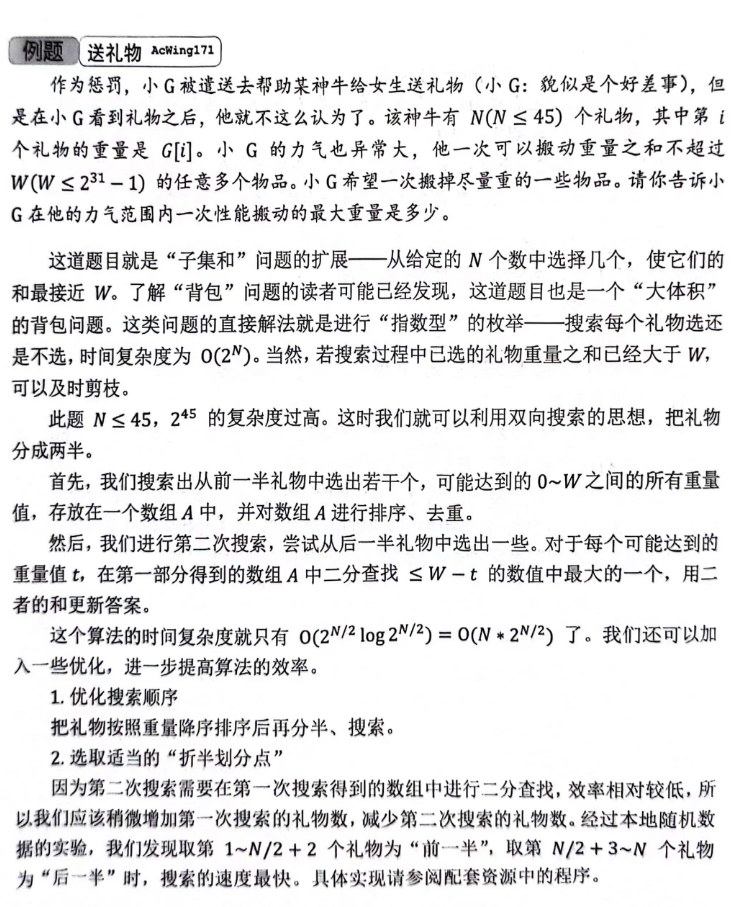 例题 送礼物 AcWing171
作为惩罚，小 G 被遣送去帮助某神牛给女生送礼物（小 G：貌似是个好差事），但
是在小 G 看到礼物之后，他就不这么认为了。该神牛有 N(N ≤ 45) 个礼物，其中第 i
个礼物的重量是 G[i]。小 G 的力气也异常大，他一次可以搬动重量之和不超过
W(W ≤ 2³¹ − 1) 的任意多个物品。小 G 希望一次搬掉尽量重的一些物品。请你告诉小
G 在他的力气范围内一次性能搬动的最大重量是多少。
这道题目就是“子集和”问题的扩展——从给定的 N 个数中选择几个，使它们的
和最接近 W。了解“背包”问题的读者可能已经发现，这道题目也是一个“大体积”
的背包问题。这类问题的直接解法就是进行“指数型”的枚举——搜索每个礼物选还
是不选，时间复杂度为 O(2ᴺ)。当然，若搜索过程中已选的礼物重量之和已经大于 W，
可以及时剪枝。
此题 N ≤ 45，2⁴⁵ 的复杂度过高。这时我们就可以利用双向搜索的思想，把礼物
分成两半。
首先，我们搜索出从前一半礼物中选出若干个，可能达到的 0~W 之间的所有重量
值，存放在一个数组 A 中，并对数组 A 进行排序、去重。
然后，我们进行第二次搜索，尝试从后一半礼物中选出一些。对于每个可能达到的
重量值 t，在第一部分得到的数组 A 中二分查找 ≤ W − t 的数值中最大的一个，用二
者的和更新答案。
这个算法的时间复杂度就只有 O(2^{N/2} log 2^{N/2}) = O(N * 2^{N/2}) 了。我们还可以加
入一些优化，进一步提高算法的效率。
1. 优化搜索顺序
把礼物按照重量降序排序后再分半、搜索。
2. 选取适当的“折半划分点”
因为第二次搜索需要在第一次搜索得到的数组中进行二分查找，效率相对较低，所
以我们应该稍微增加第一次搜索的礼物数，减少第二次搜索的礼物数。经过本地随机数
据的实验，我们发现取第 1~N/2 + 2 个礼物为“前一半”，取第 N/2 + 3~N 个礼物
为“后一半”时，搜索的速度最快。具体实现请参阅配套资源中的程序。